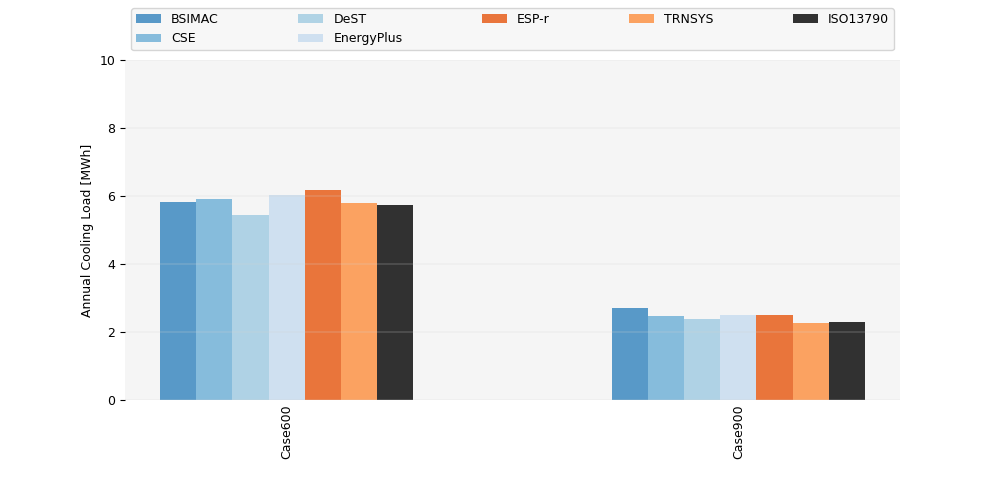 BSIMAC DeST ESP-r TRNSYS ISO13790
CSE EnergyPlus
10
8
6
4
2
0
Annual Cooling Load [MWh]
Case600 Case900